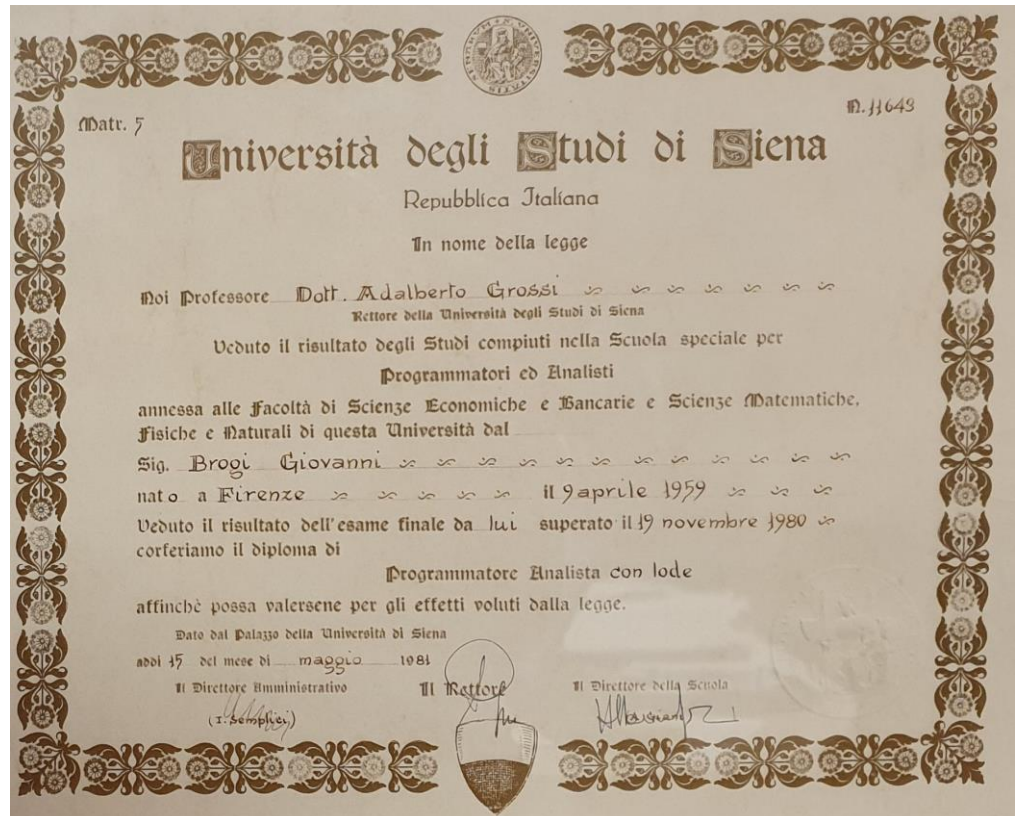 SIGILLUM UNIVERSITATIS
Matr. 5
N. 11643
Università degli Studi di Siena
Repubblica Italiana
In nome della legge
Noi Professore Dott. Adalberto Grossi
Rettore della Università degli Studi di Siena
Veduto il risultato degli Studi compiuti nella Scuola speciale per
Programmatori ed Analisti
annessa alle Facoltà di Scienze Economiche e Bancarie e Scienze Matematiche,
Fisiche e Naturali di questa Università dal
Sig. Brogi Giovanni
nato a Firenze il 9 aprile 1959
Veduto il risultato dell'esame finale da lui superato il 19 novembre 1980
corferiamo il diploma di
Programmatore Analista con lode
affinchè possa valersene per gli effetti voluti dalla legge.
Dato dal Palazzo della Università di Siena
addì 15 del mese di maggio 1981
Il Direttore Amministrativo
Il Rettore
Il Direttore della Scuola
(I. Semplici)